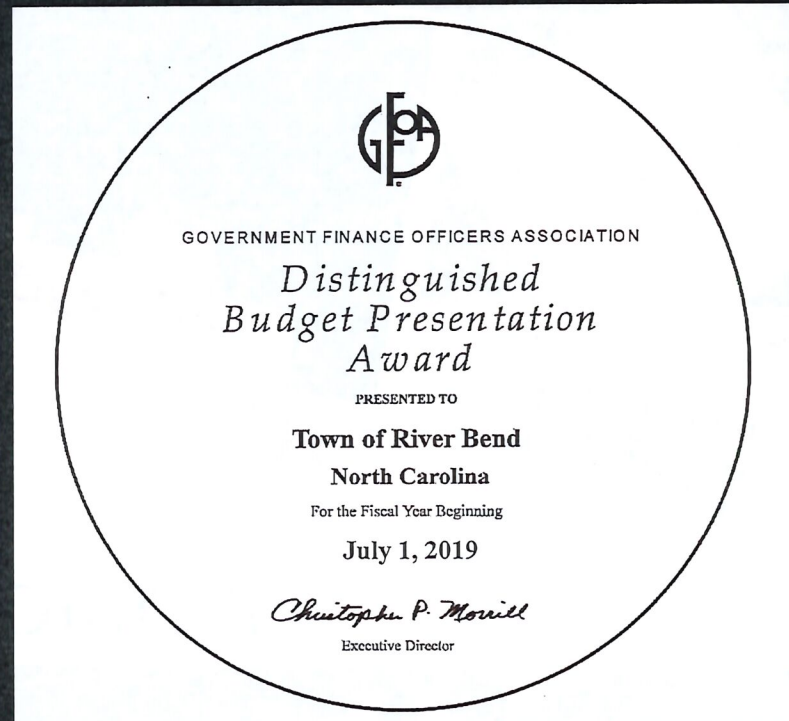 GFOA
GOVERNMENT FINANCE OFFICERS ASSOCIATION
Distinguished
Budget Presentation
Award
PRESENTED TO
Town of River Bend
North Carolina
For the Fiscal Year Beginning
July 1, 2019
Christopher P. Morrill
Executive Director